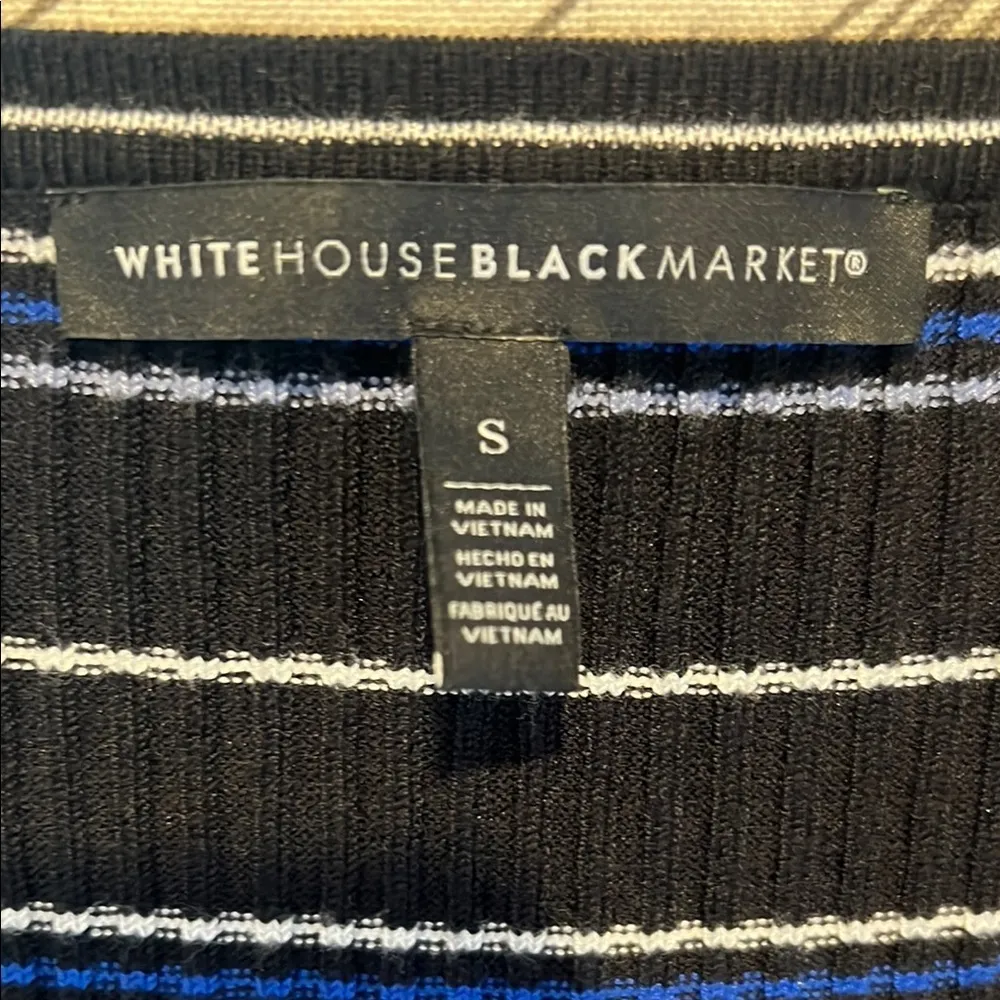 WHITE HOUSE BLACK MARKET®
S
MADE IN
VIETNAM
HECHO EN
VIETNAM
FABRIQUÉ AU
VIETNAM